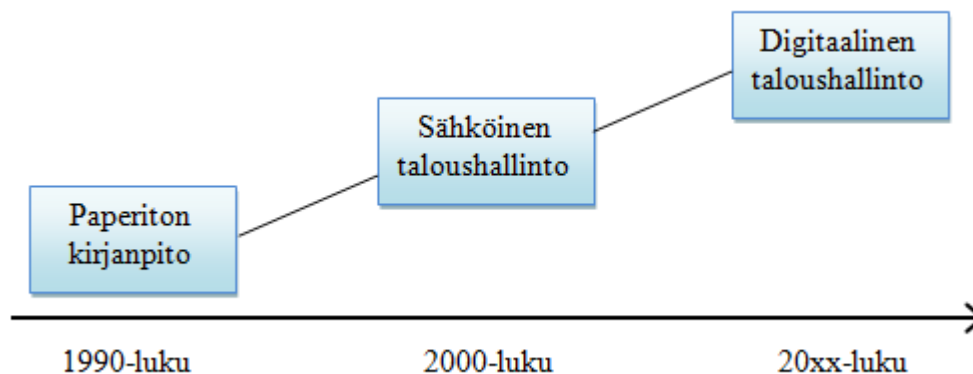 Digitaalinen
taloushallinto
Sähköinen
taloushallinto
Paperiton
kirjanpito
1990-luku
2000-luku
20xx-luku